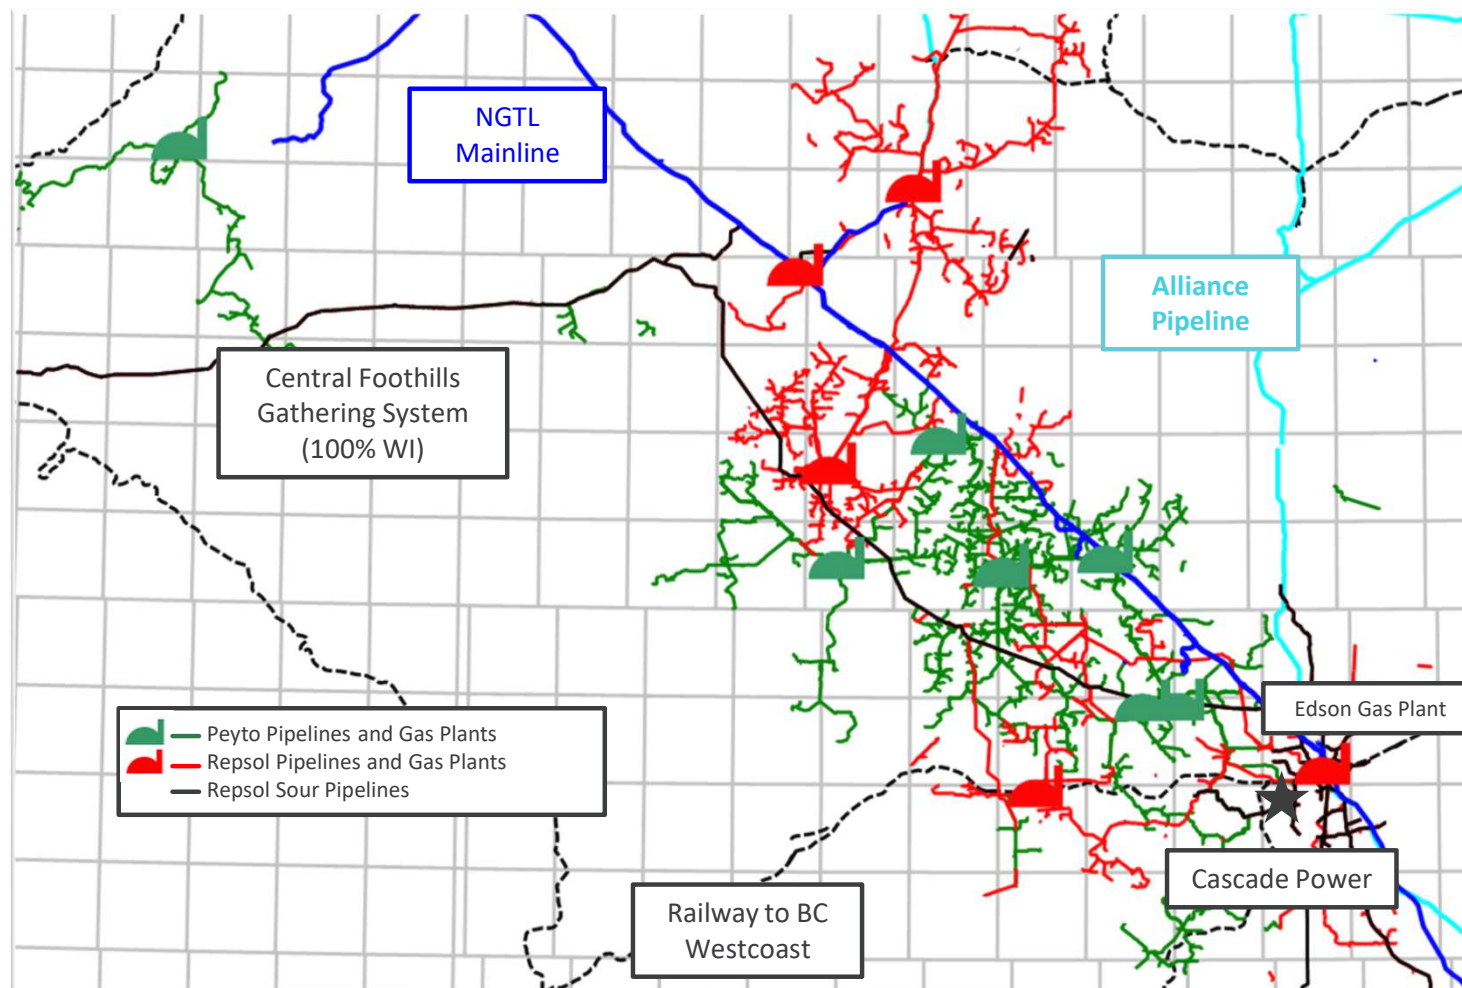 NGTL
Mainline
Alliance
Pipeline
Central Foothills
Gathering System
(100% WI)
Edson Gas Plant
Peyto Pipelines and Gas Plants
Repsol Pipelines and Gas Plants
Repsol Sour Pipelines
Cascade Power
Railway to BC
Westcoast